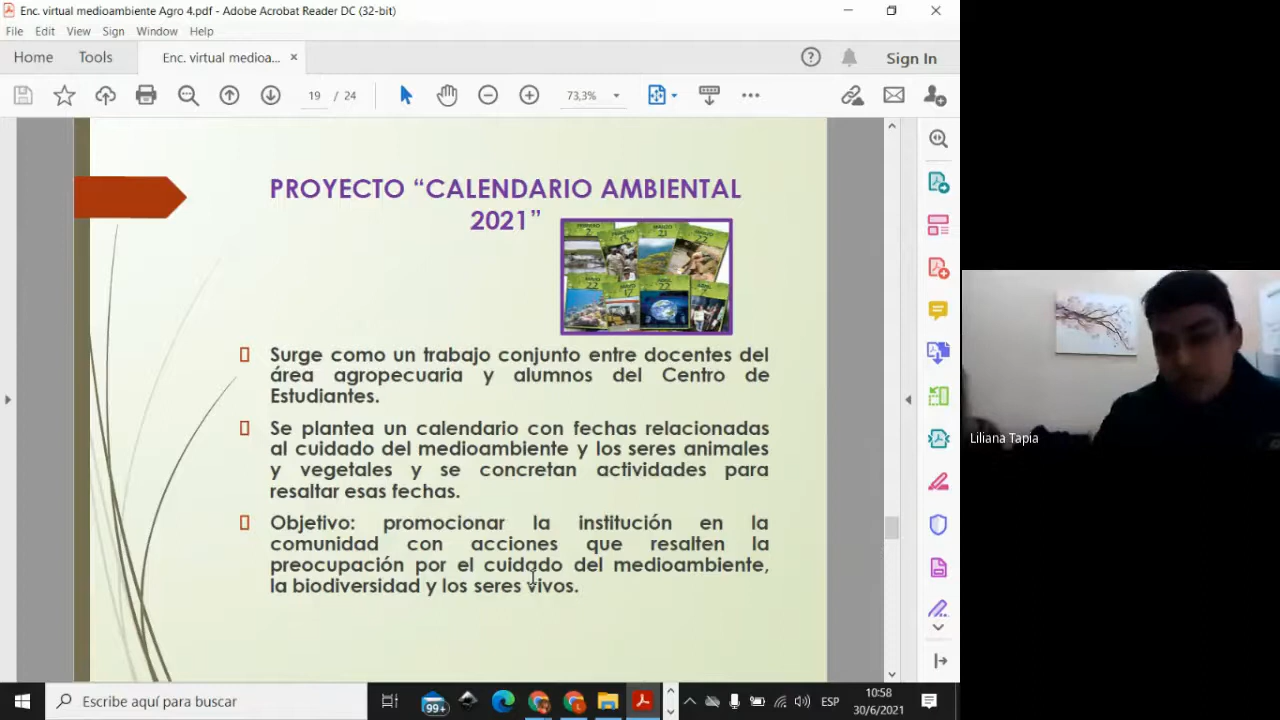 Enc. virtual medioambiente Agro 4.pdf - Adobe Acrobat Reader DC (32-bit)
File Edit View Sign Window Help
Home Tools Enc. virtual medioa... × Sign In
19 / 24 73,3%
PROYECTO “CALENDARIO AMBIENTAL
2021”
Surge como un trabajo conjunto entre docentes del
área agropecuaria y alumnos del Centro de
Estudiantes.
Se plantea un calendario con fechas relacionadas
al cuidado del medioambiente y los seres animales
y vegetales y se concretan actividades para
resaltar esas fechas.
Objetivo: promocionar la institución en la
comunidad con acciones que resalten la
preocupación por el cuidado del medioambiente,
la biodiversidad y los seres vivos.
Liliana Tapia
Escribe aquí para buscar
99+
ESP
10:58
30/6/2021